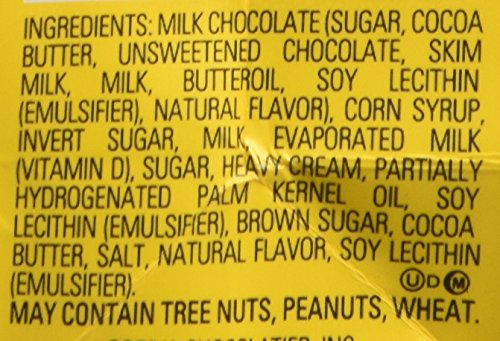 INGREDIENTS: MILK CHOCOLATE (SUGAR, COCOA
BUTTER, UNSWEETENED CHOCOLATE, SKIM
MILK, MILK, BUTTEROIL, SOY LECITHIN
(EMULSIFIER), NATURAL FLAVOR), CORN SYRUP,
INVERT SUGAR, MILK, EVAPORATED MILK
(VITAMIN D), SUGAR, HEAVY CREAM, PARTIALLY
HYDROGENATED PALM KERNEL OIL, SOY
LECITHIN (EMULSIFIER), BROWN SUGAR, COCOA
BUTTER, SALT, NATURAL FLAVOR, SOY LECITHIN
(EMULSIFIER). U D M
MAY CONTAIN TREE NUTS, PEANUTS, WHEAT.
CHOCOLATIER, INC.